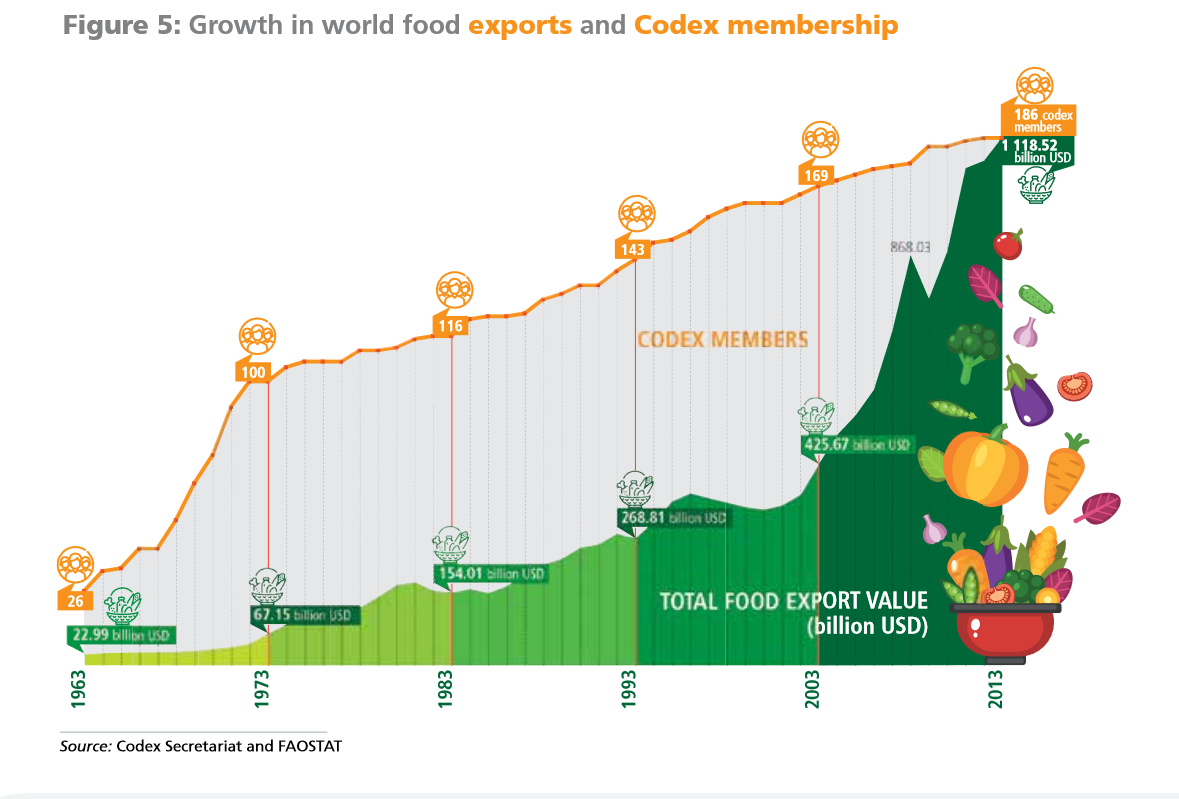 Figure 5: Growth in world food exports and Codex membership
186 codex
members
1 118.52
billion USD
169
868.03
143
CODEX MEMBERS
116
100
425.67 billion USD
268.81 billion USD
154.01 billion USD
26
67.15 billion USD
22.99 billion USD
TOTAL FOOD EXPORT VALUE
(billion USD)
1963
1973
1983
1993
2003
2013
Source: Codex Secretariat and FAOSTAT